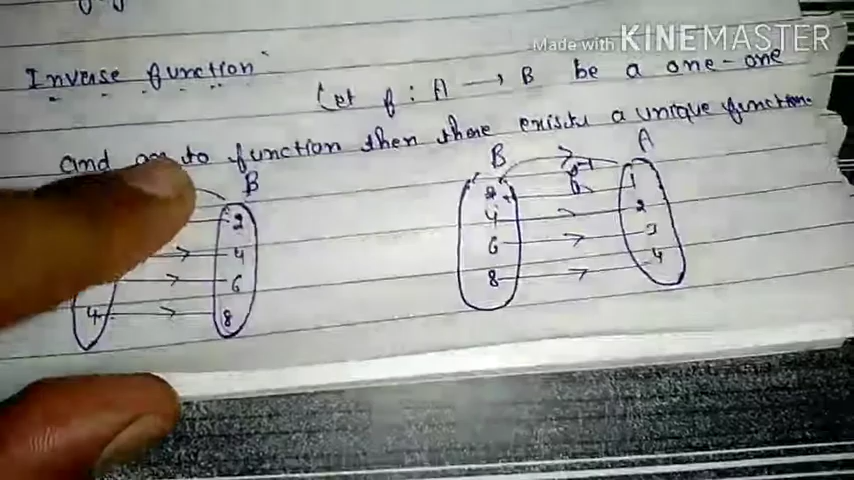 Made with KINEMASTER
Inverse function
Let f : A → B be a one-one
and onto function then there exists a unique function.
B
2
4
6
8
4
B
2
4
6
8
f-1
A
1
2
3
4